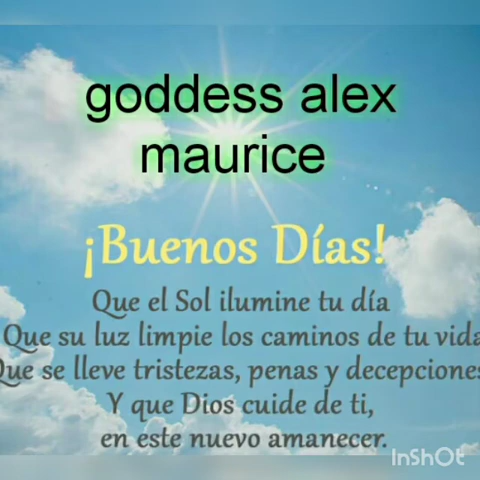 goddess alex
maurice
¡Buenos Días!
Que el Sol ilumine tu día
Que su luz limpie los caminos de tu vida
Que se lleve tristezas, penas y decepciones
Y que Dios cuide de ti,
en este nuevo amanecer.
InShOt